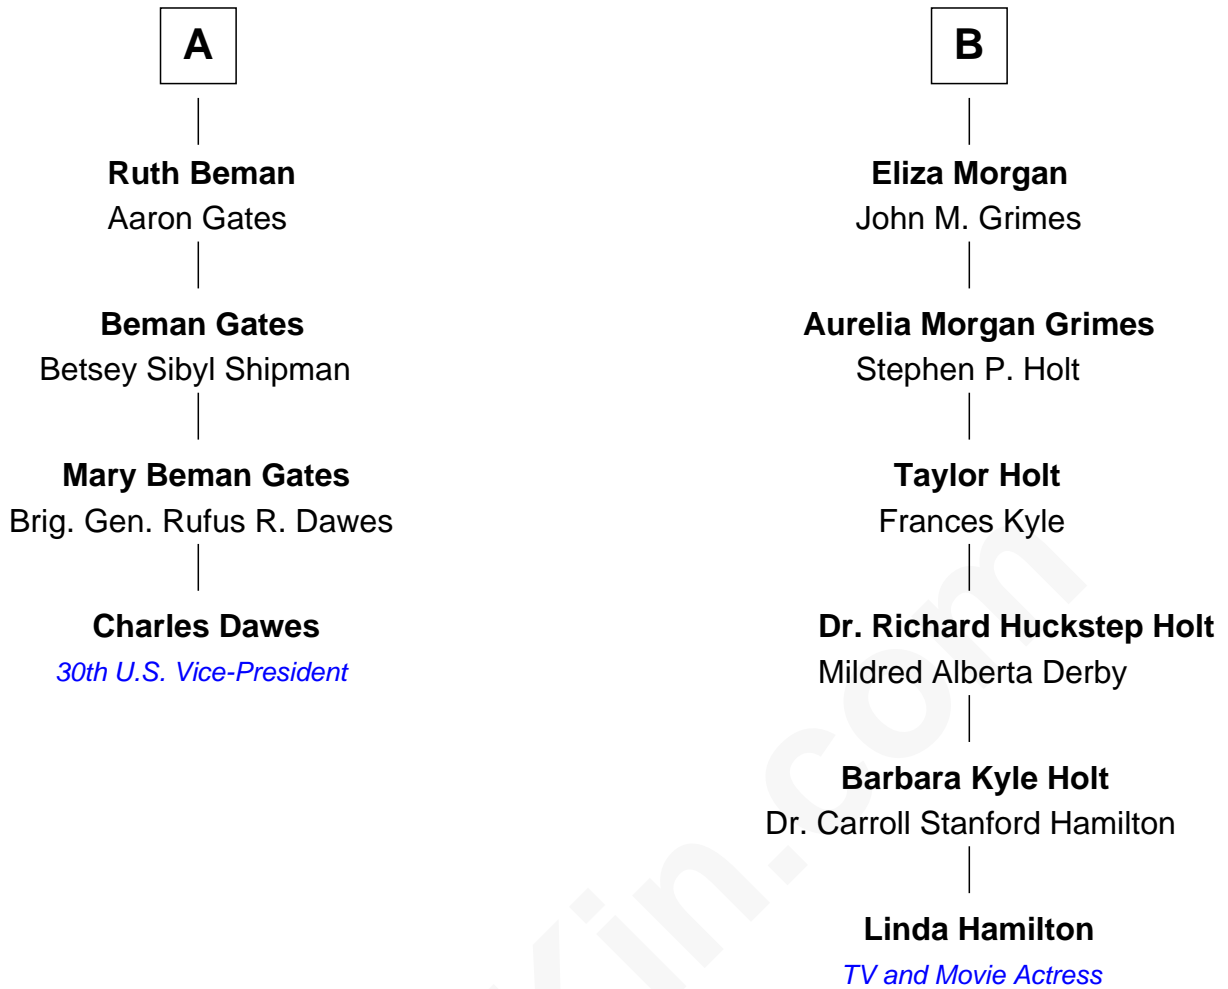 A
Ruth Beman
Aaron Gates
Beman Gates
Betsey Sibyl Shipman
Mary Beman Gates
Brig. Gen. Rufus R. Dawes
Charles Dawes
30th U.S. Vice-President
B
Eliza Morgan
John M. Grimes
Aurelia Morgan Grimes
Stephen P. Holt
Taylor Holt
Frances Kyle
Dr. Richard Huckstep Holt
Mildred Alberta Derby
Barbara Kyle Holt
Dr. Carroll Stanford Hamilton
Linda Hamilton
TV and Movie Actress
Kin.com